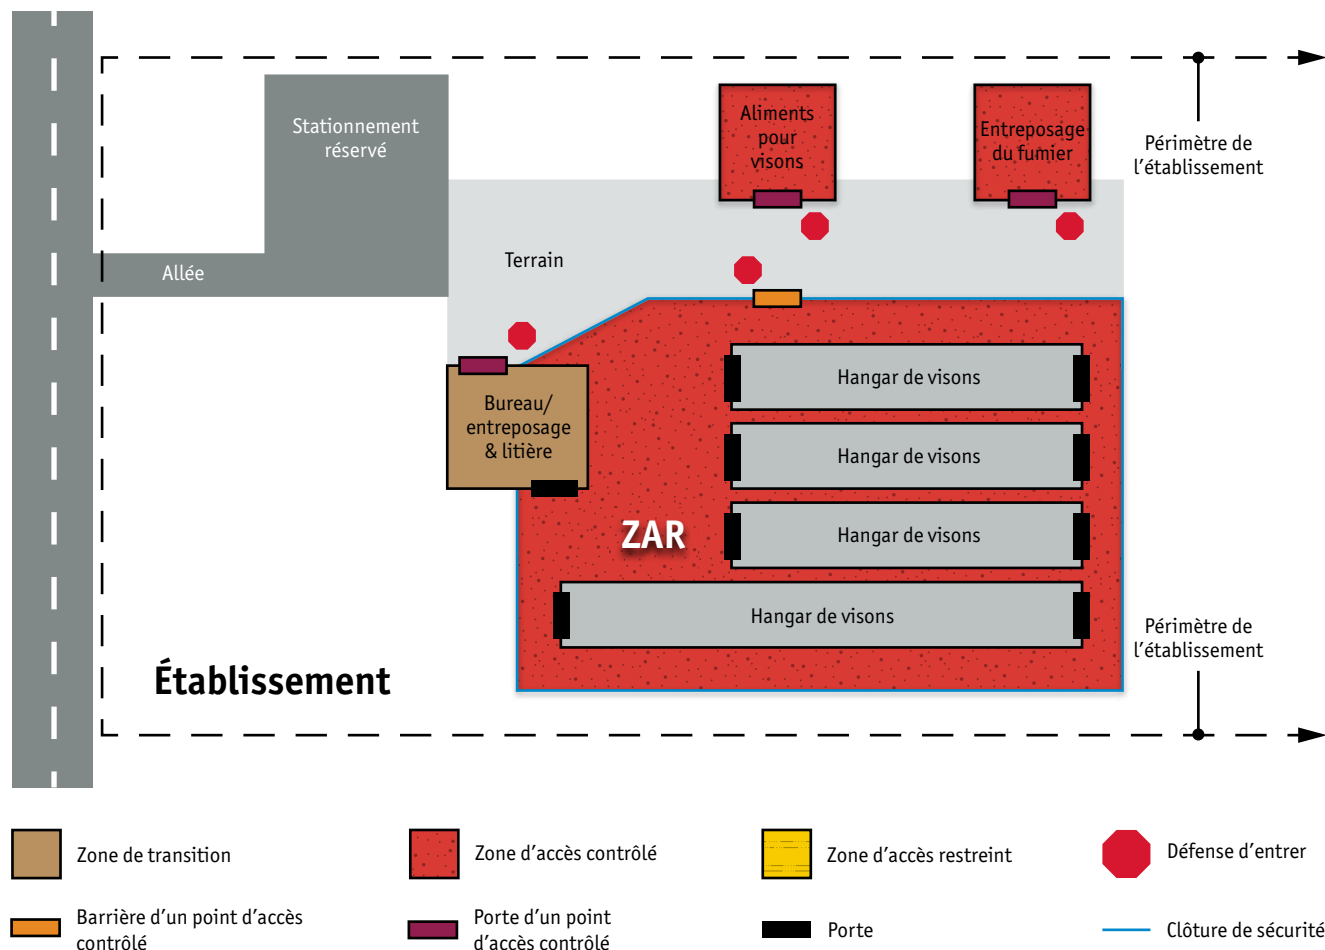 Stationnement
réservé
Aliments
pour
visons
Entreposage
du fumier
Périmètre de
l'établissement
Allée
Terrain
Hangar de visons
Bureau/
entreposage
& litière
Hangar de visons
ZAR
Hangar de visons
Hangar de visons
Périmètre de
l'établissement
Établissement
Zone de transition
Zone d'accès contrôlé
Zone d'accès restreint
Défense d'entrer
Barrière d'un point d'accès
contrôlé
Porte d'un point
d'accès contrôlé
Porte
Clôture de sécurité